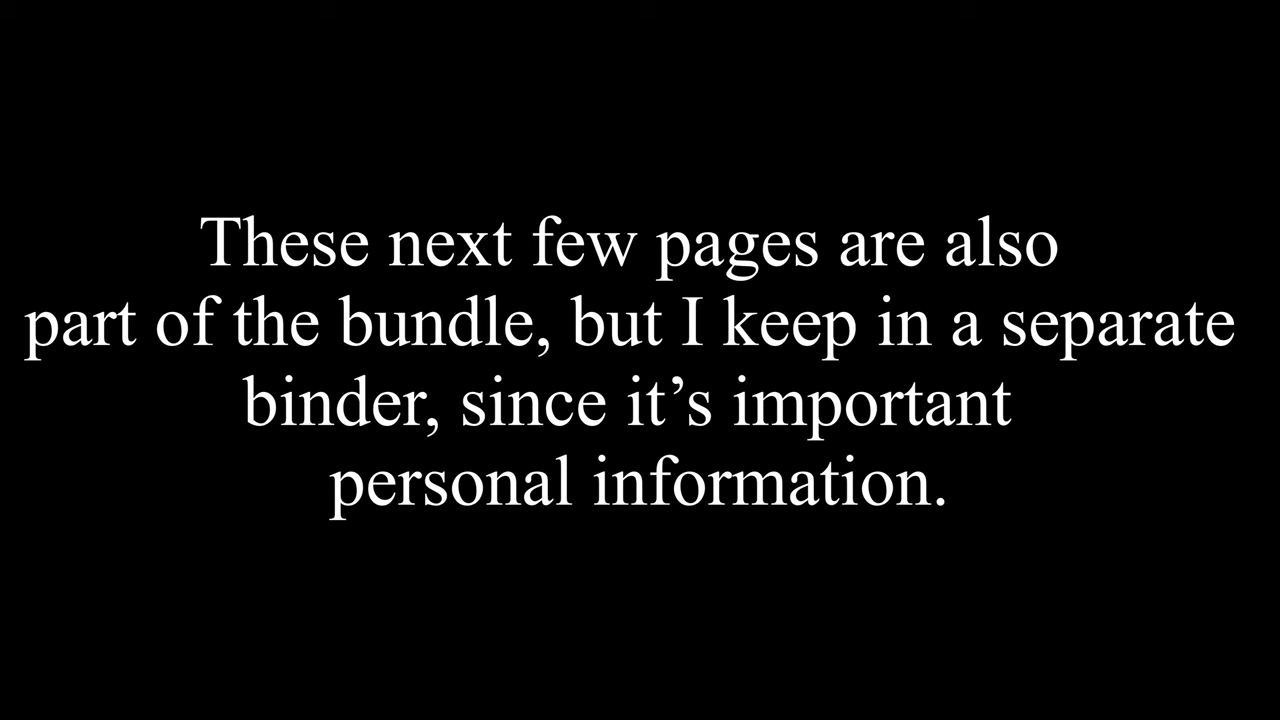 These next few pages are also
part of the bundle, but I keep in a separate
binder, since it’s important
personal information.